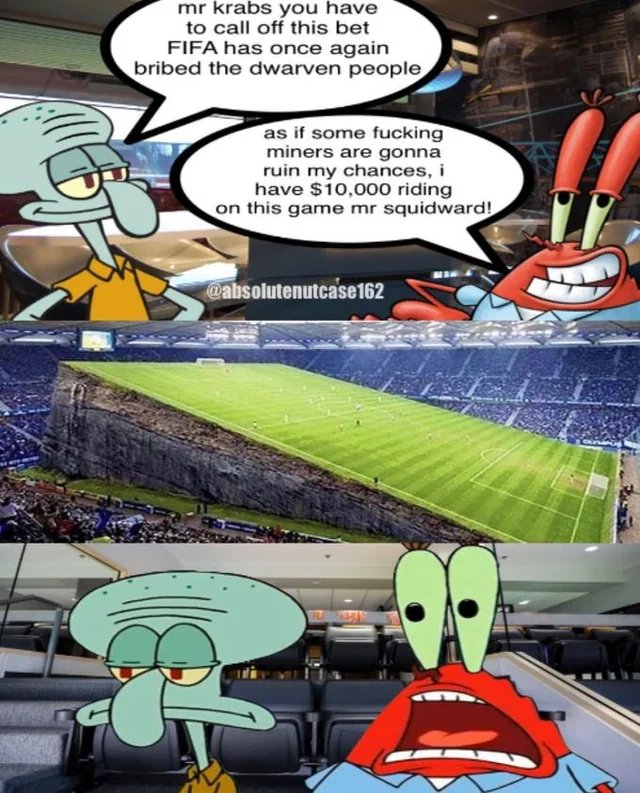 mr krabs you have
to call off this bet
FIFA has once again
bribed the dwarven people
as if some fucking
miners are gonna
ruin my chances, i
have $10,000 riding
on this game mr squidward!
@absolutenutcase162